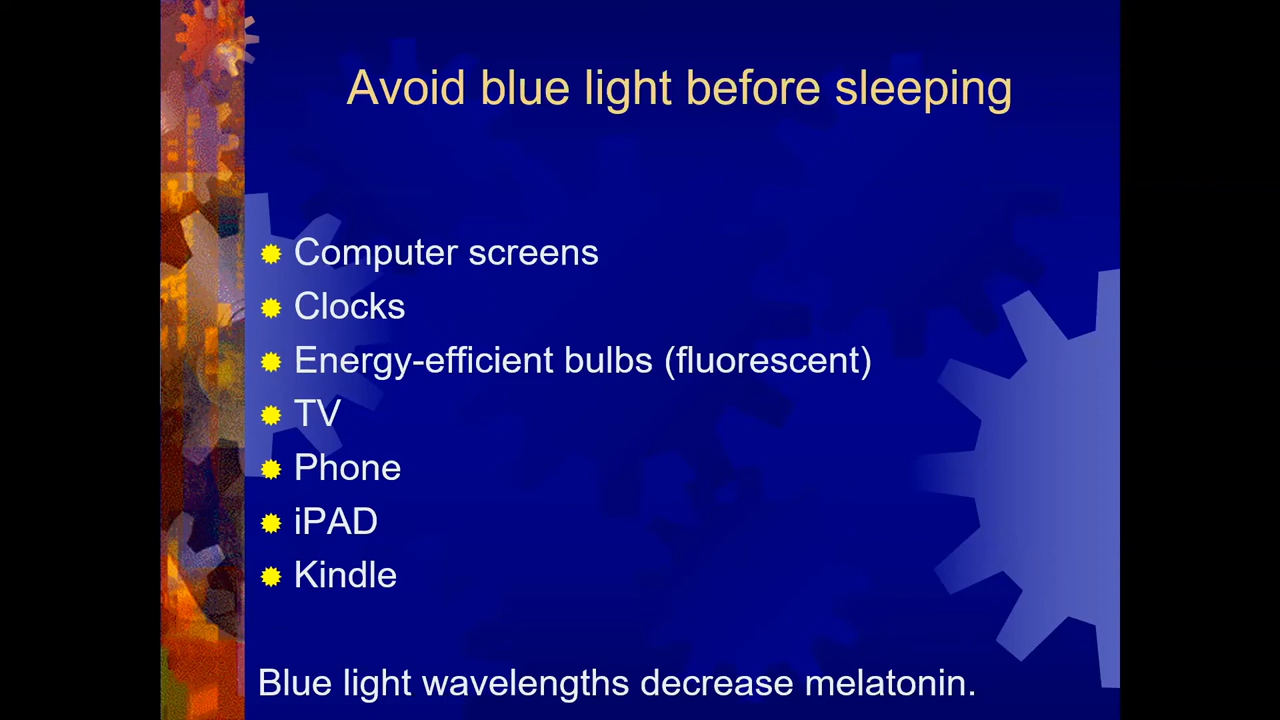 Avoid blue light before sleeping
Computer screens
Clocks
Energy-efficient bulbs (fluorescent)
TV
Phone
iPAD
Kindle
Blue light wavelengths decrease melatonin.